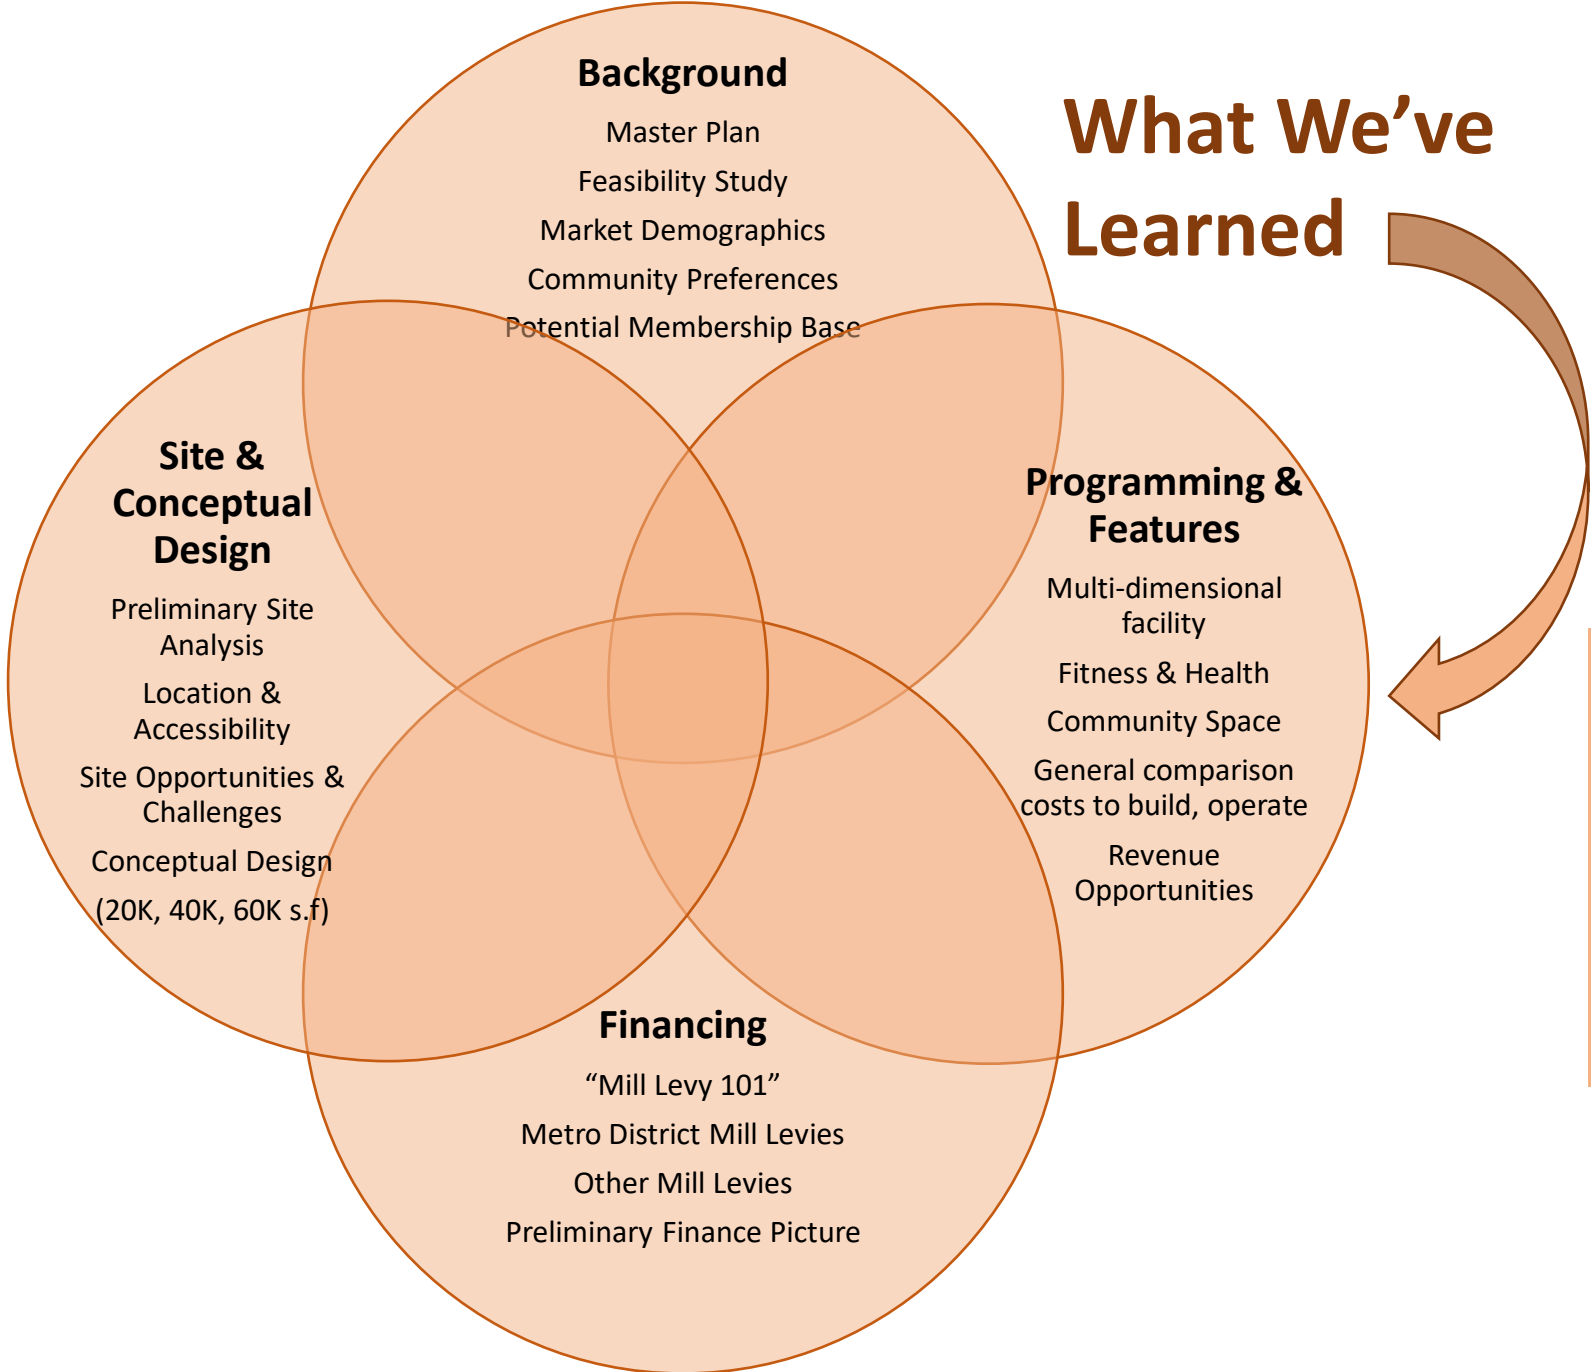 What We’ve
Learned
Background
Master Plan
Feasibility Study
Market Demographics
Community Preferences
Potential Membership Base
Site &
Conceptual
Design
Preliminary Site
Analysis
Location &
Accessibility
Site Opportunities &
Challenges
Conceptual Design
(20K, 40K, 60K s.f)
Programming &
Features
Multi-dimensional
facility
Fitness & Health
Community Space
General comparison
costs to build, operate
Revenue
Opportunities
Financing
“Mill Levy 101”
Metro District Mill Levies
Other Mill Levies
Preliminary Finance Picture